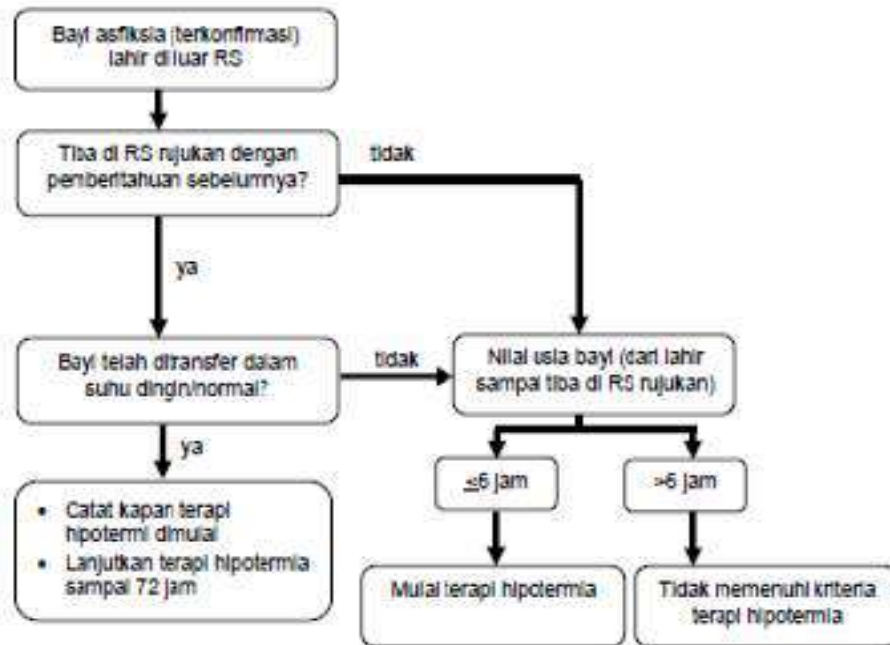 Bayi asfiksia (terkonfirmasi)
lahir di luar RS
Tiba di RS rujukan dengan
pemberitahuan sebelumnya?
tidak
ya
Bayi telah ditransfer dalam
suhu dingin/normal?
tidak
Nilai usia bayi (dari lahir
sampai tiba di RS rujukan)
ya
≤6 jam
>6 jam
• Catat kapan terapi
hipotermi dimulai
• Lanjutkan terapi hipotermia
sampai 72 jam
Mulai terapi hipotermia
Tidak memenuhi kriteria
terapi hipotermia